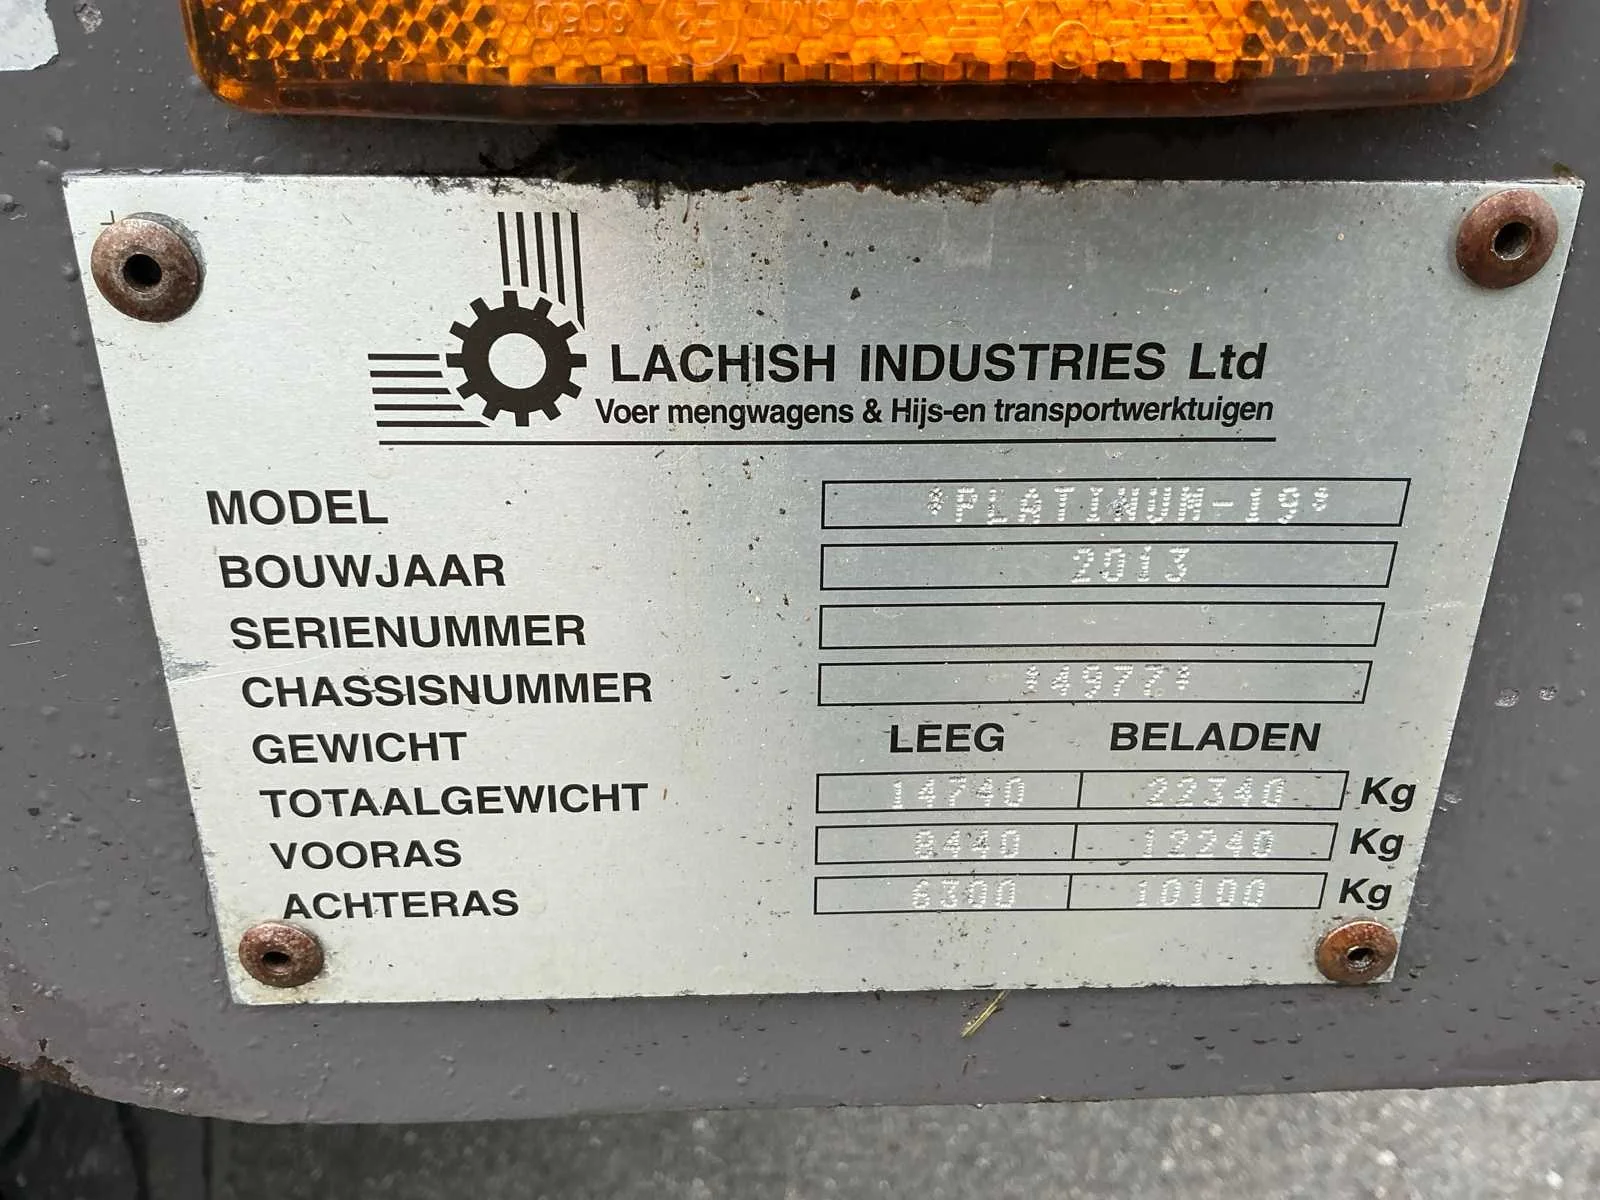 LACHISH INDUSTRIES Ltd
Voer mengwagens & Hijs-en transportwerktuigen
MODEL *PLATINUM-19*
BOUWJAAR 2013
SERIENUMMER
CHASSISNUMMER *4977*
GEWICHT LEEG BELADEN
TOTAALGEWICHT 14740 22340 Kg
VOORAS 8440 12240 Kg
ACHTERAS 6300 10100 Kg